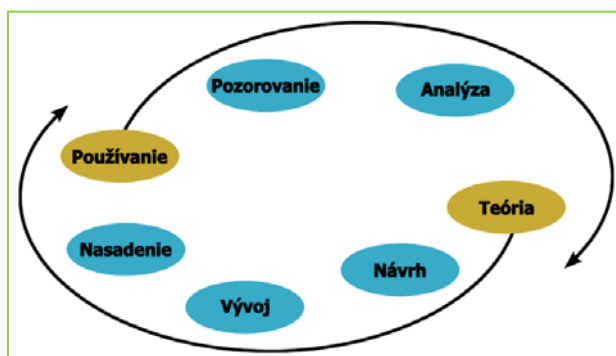 Pozorovanie
Analýza
Používanie
Teória
Nasadenie
Návrh
Vývoj